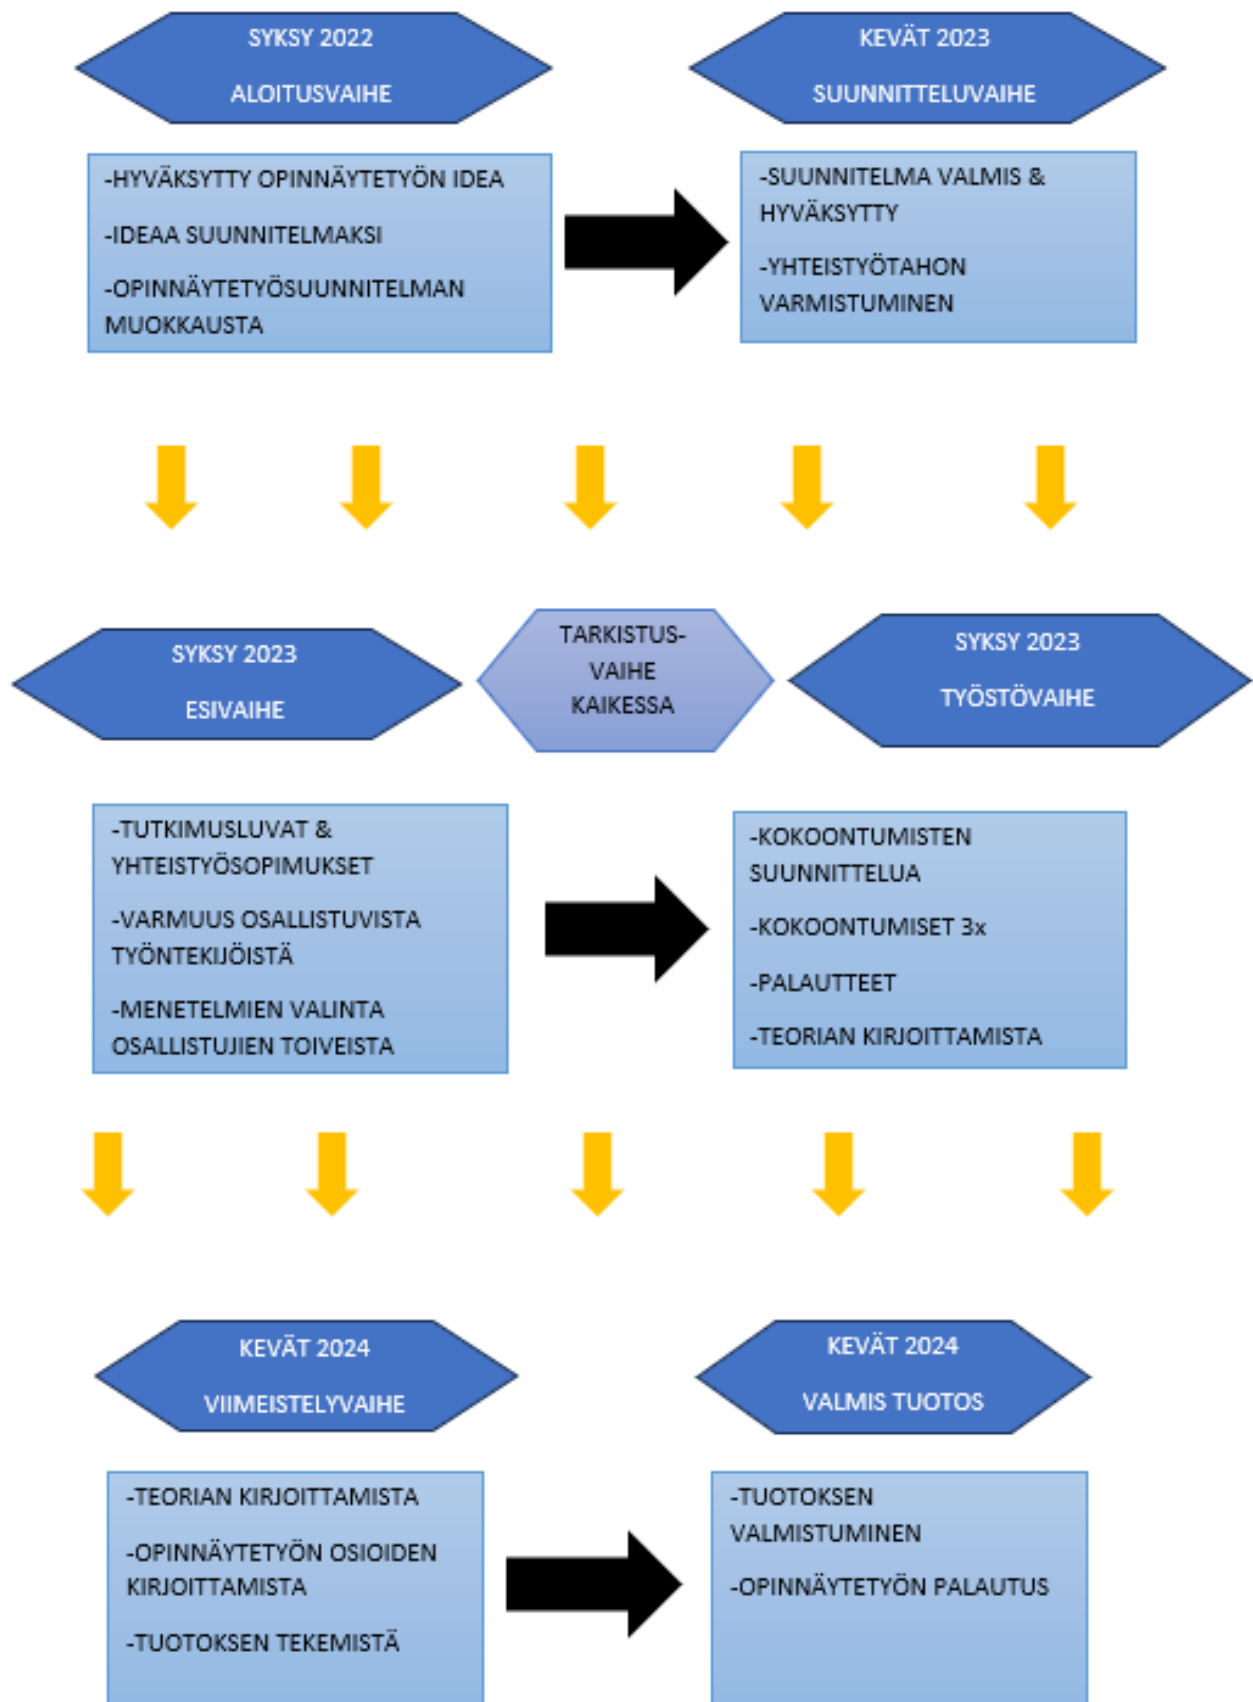 SYKSY 2022
ALOITUSVAIHE
-HYVÄKSYTTY OPINNÄYTETYÖN IDEA
-IDEAA SUUNNITELMAKSI
-OPINNÄYTETYÖSUUNNITELMAN
MUOKKAUSTA
KEVÄT 2023
SUUNNITTELUVAIHE
-SUUNNITELMA VALMIS &
HYVÄKSYTTY
-YHTEISTYÖTAHON
VARMISTUMINEN
SYKSY 2023
ESIVAIHE
-TUTKIMUSLUVAT &
YHTEISTYÖSOPIMUKSET
-VARMUUS OSALLISTUVISTA
TYÖNTEKIJÖISTÄ
-MENETELMIEN VALINTA
OSALLISTUJIEN TOIVEISTA
TARKISTUS-
VAIHE
KAIKESSA
SYKSY 2023
TYÖSTÖVAIHE
-KOKOONTUMISTEN
SUUNNITTELUA
-KOKOONTUMISET 3x
-PALAUTTEET
-TEORIAN KIRJOITTAMISTA
KEVÄT 2024
VIIMEISTELYVAIHE
-TEORIAN KIRJOITTAMISTA
-OPINNÄYTETYÖN OSIOIDEN
KIRJOITTAMISTA
-TUOTOKSEN TEKEMISTÄ
KEVÄT 2024
VALMIS TUOTOS
-TUOTOKSEN
VALMISTUMINEN
-OPINNÄYTETYÖN PALAUTUS